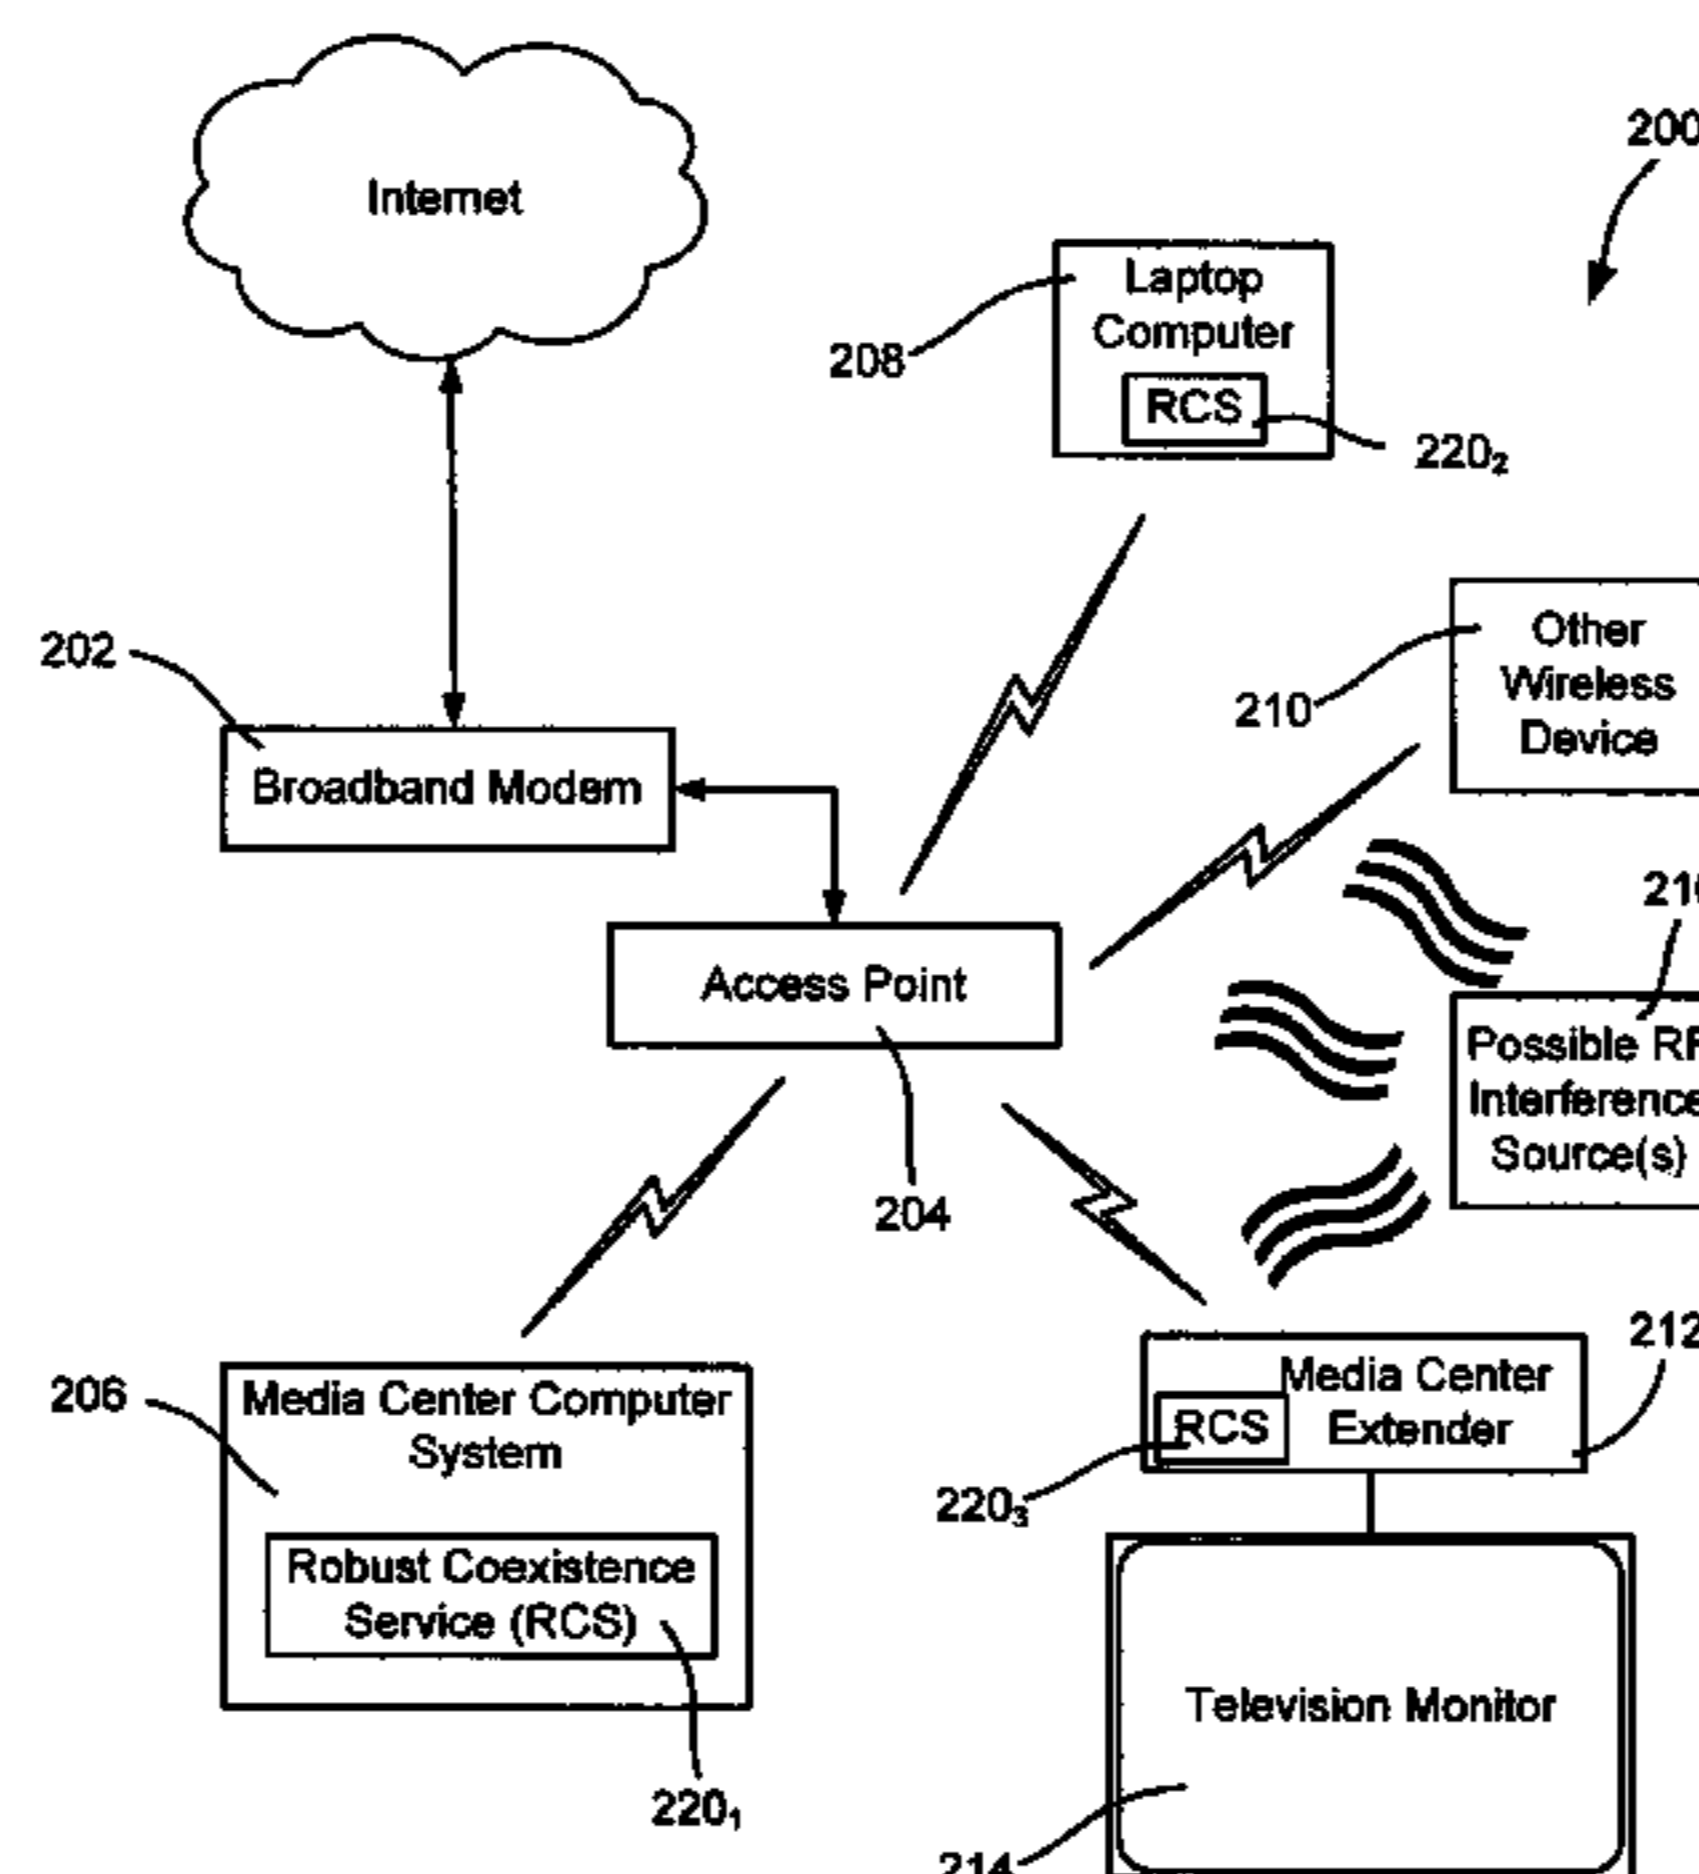 200
Internet
Laptop
Computer
208
RCS
220₂
202
Other
Wireless
Device
210
Broadband Modem
Access Point
Possible RF
Interference
Source(s)
204
212
206
Media Center Computer
System
Media Center
Extender
RCS
220₃
Robust Coexistence
Service (RCS)
Television Monitor
220₁
214